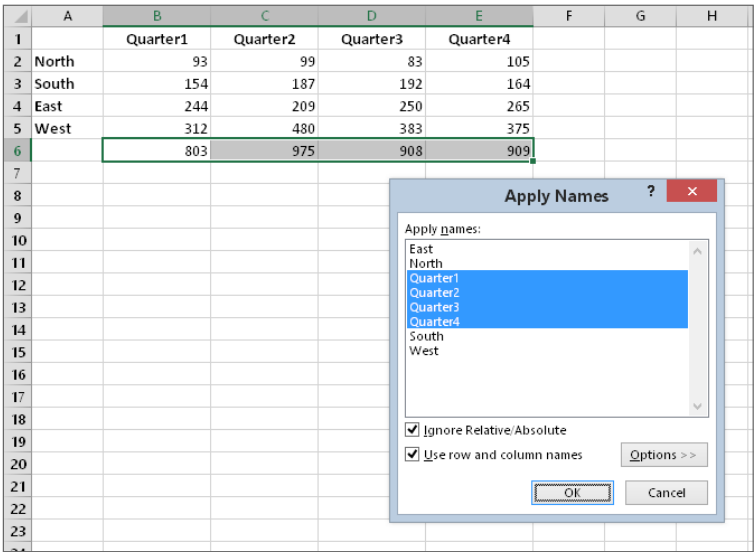 A B C D E F G H
1 Quarter1 Quarter2 Quarter3 Quarter4
2 North 93 99 83 105
3 South 154 187 192 164
4 East 244 209 250 265
5 West 312 480 383 375
6 803 975 908 909
7
8
9
10
11
12
13
14
15
16
17
18
19
20
21
22
23
Apply Names ? ×
Apply names:
East
North
Quarter1
Quarter2
Quarter3
Quarter4
South
West
Ignore Relative/Absolute
Use row and column names Options >>
OK Cancel